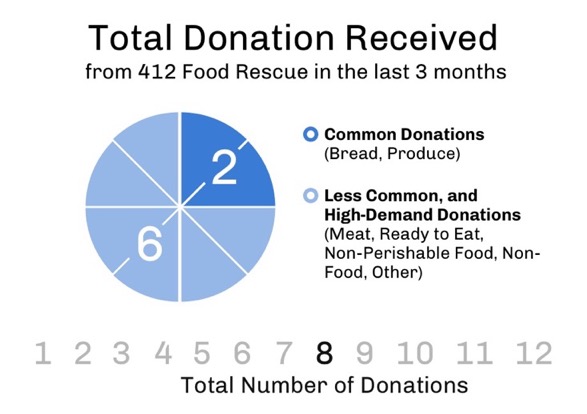 Total Donation Received
from 412 Food Rescue in the last 3 months
2
6
Common Donations
(Bread, Produce)
Less Common, and
High-Demand Donations
(Meat, Ready to Eat,
Non-Perishable Food, Non-
Food, Other)
1 2 3 4 5 6 7 8 9 10 11 12
Total Number of Donations